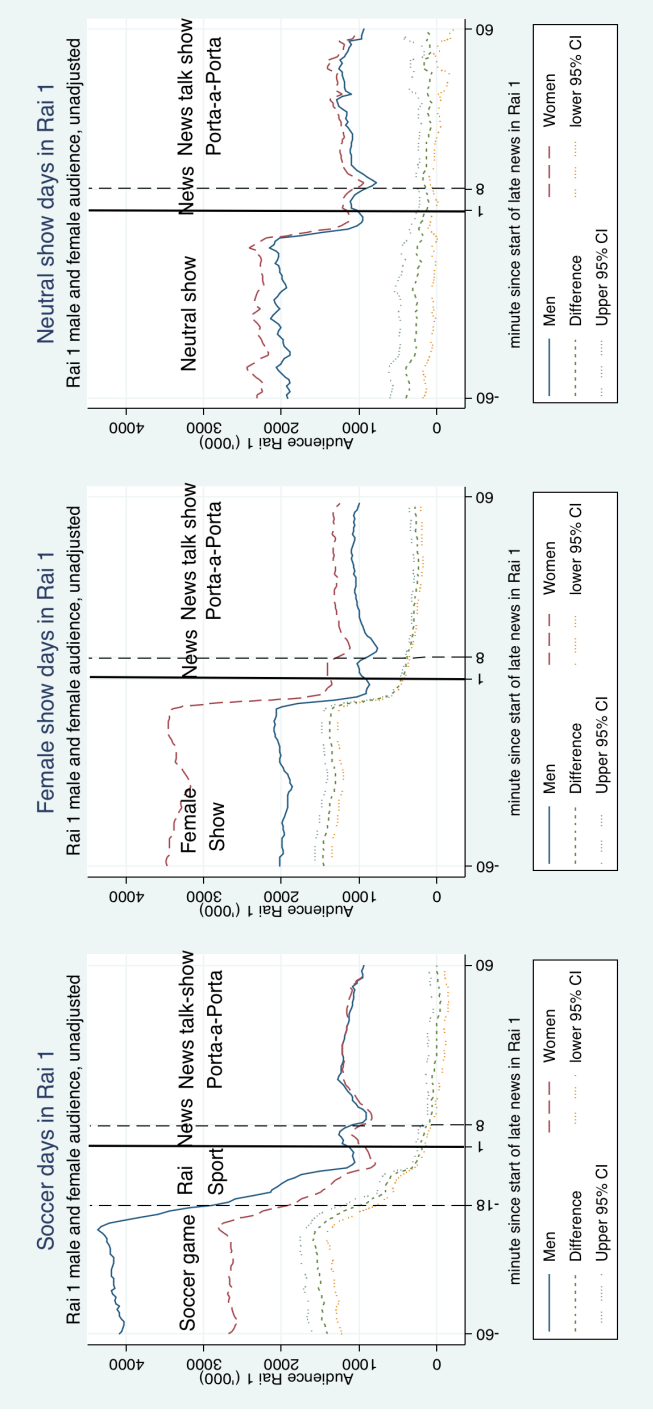 Soccer days in Rai 1
Rai 1 male and female audience, unadjusted
4000
3000
2000
1000
0
Audience Rai 1 ('000)
Soccer game
Rai
Sport
News
News talk-show
Porta-a-Porta
-60
-18
1
8
60
minute since start of late news in Rai 1
Men
Women
Difference
lower 95% CI
Upper 95% CI
Female show days in Rai 1
Rai 1 male and female audience, unadjusted
4000
3000
2000
1000
0
Audience Rai 1 ('000)
Female
Show
News
News talk show
Porta-a-Porta
-60
1
8
60
minute since start of late news in Rai 1
Men
Women
Difference
lower 95% CI
Upper 95% CI
Neutral show days in Rai 1
Rai 1 male and female audience, unadjusted
4000
3000
2000
1000
0
Audience Rai 1 ('000)
Neutral show
News
News talk show
Porta-a-Porta
-60
1
8
60
minute since start of late news in Rai 1
Men
Women
Difference
lower 95% CI
Upper 95% CI